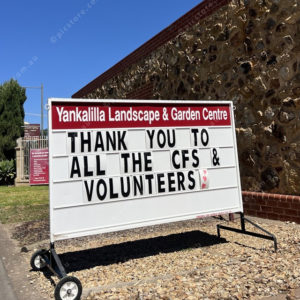 Yankalilla Landscape & Garden Centre
THANK YOU TO
ALL THE CFS &
VOLUNTEERS